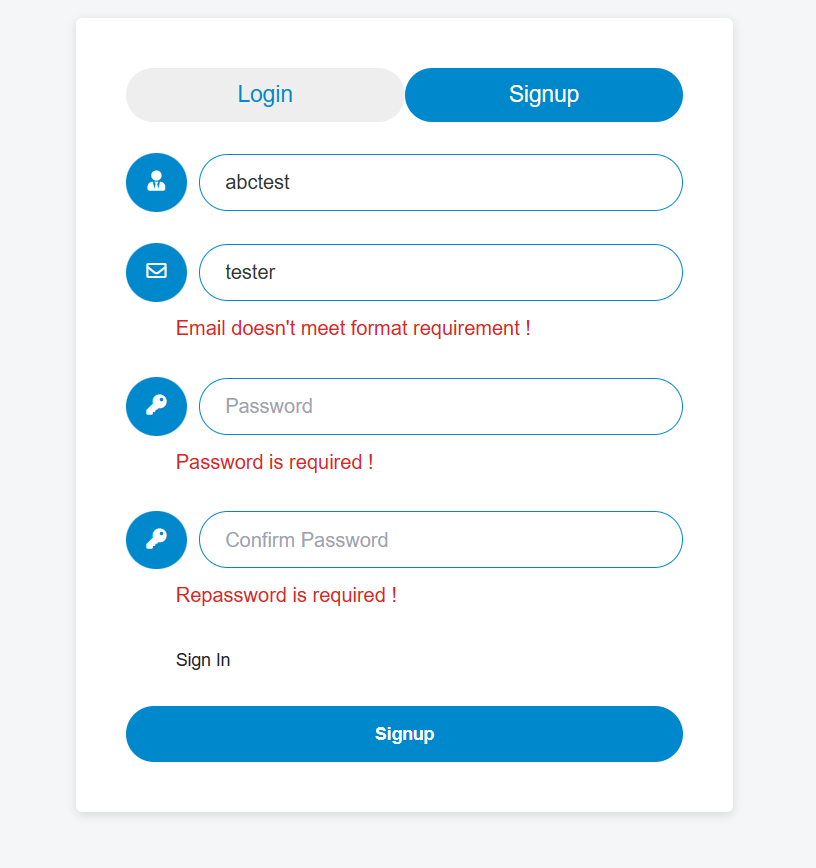 Login Signup
abctest
tester
Email doesn't meet format requirement !
Password
Password is required !
Confirm Password
Repassword is required !
Sign In
Signup